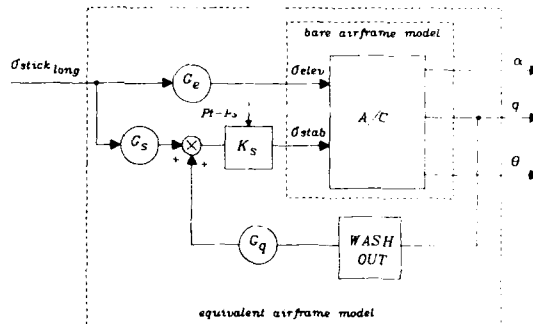 bare airframe model
σstick long
Ge
σelev
α
A/C
q
Pt-Ps
Gs
Ks
σstab
+
+
θ
Gq
WASH OUT
equivalent airframe model